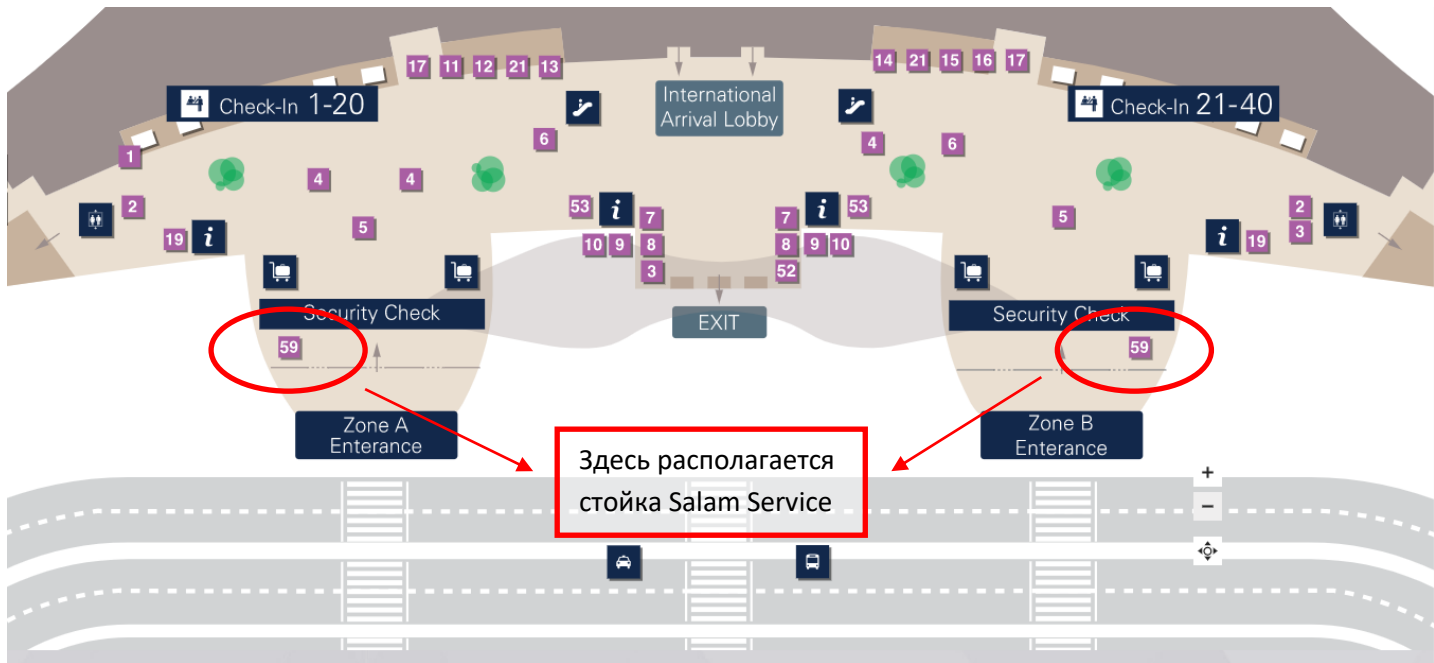 17 11 12 21 13
14 21 15 16 17
International
Arrival Lobby
Check-In 1-20
Check-In 21-40
6
4
6
1
4
4
2
53
i
7
7
i
53
5
5
2
19
i
10
9
8
8
9
10
i
19
3
3
52
Security Check
EXIT
Security Check
59
59
Zone A
Enterance
Zone B
Enterance
Здесь располагается
стойка Salam Service
+
−